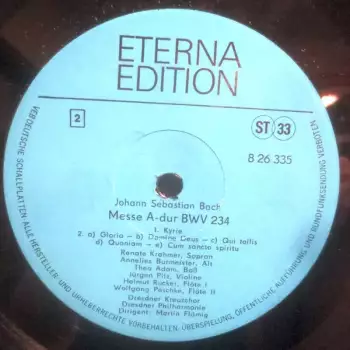 ETERNA
EDITION
2
ST 33
8 26 335
Johann Sebastian Bach
Messe A-dur BWV 234
1. Kyrie
2. a) Gloria – b) Domine Deus – c) Qui tollis
d) Quoniam – e) Cum sancto spiritu
Renate Krahmer, Sopran
Annelies Burmeister, Alt
Theo Adam, Baß
Jürgen Pilz, Violine
Helmut Rucker, Flöte I
Wolfgang Poschke, Flöte II
Dresdner Kreuzchor
Dresdner Philharmonie
Dirigent: Martin Flämig
VEB DEUTSCHE SCHALLPLATTEN ALLE HERSTELLER- UND URHEBERRECHTE VORBEHALTEN. ÜBERSPIELUNG, ÖFFENTLICHE AUFFÜHRUNG UND RUNDFUNKSENDUNG VERBOTEN